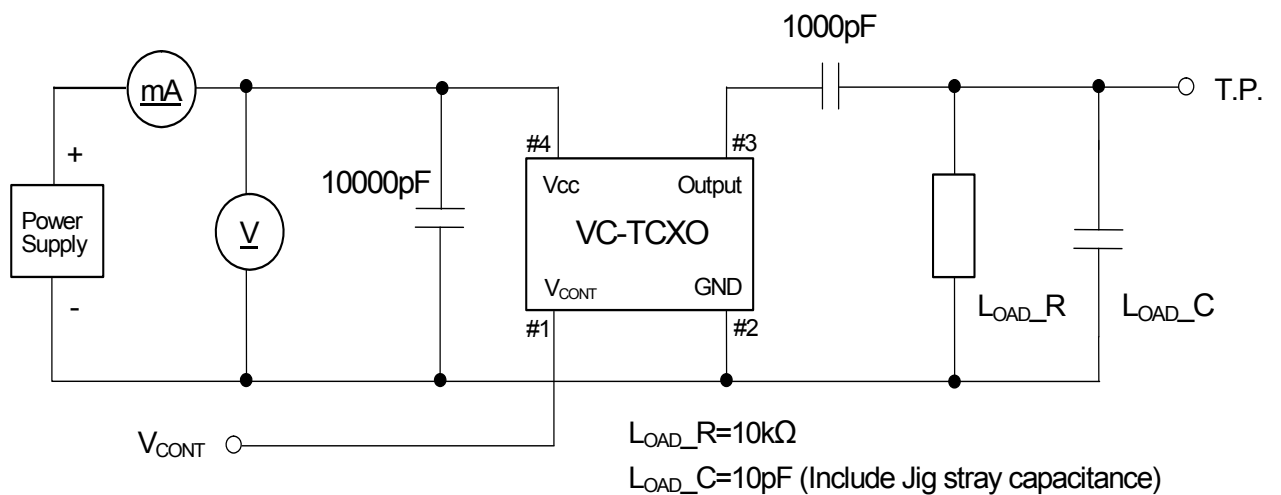 1000pF
mA
T.P.
#4
#3
+
10000pF
Vcc
Output
Power
Supply
V
VC-TCXO
-
VCONT
GND
LOAD_R
LOAD_C
#1
#2
VCONT
LOAD_R=10kΩ
LOAD_C=10pF (Include Jig stray capacitance)